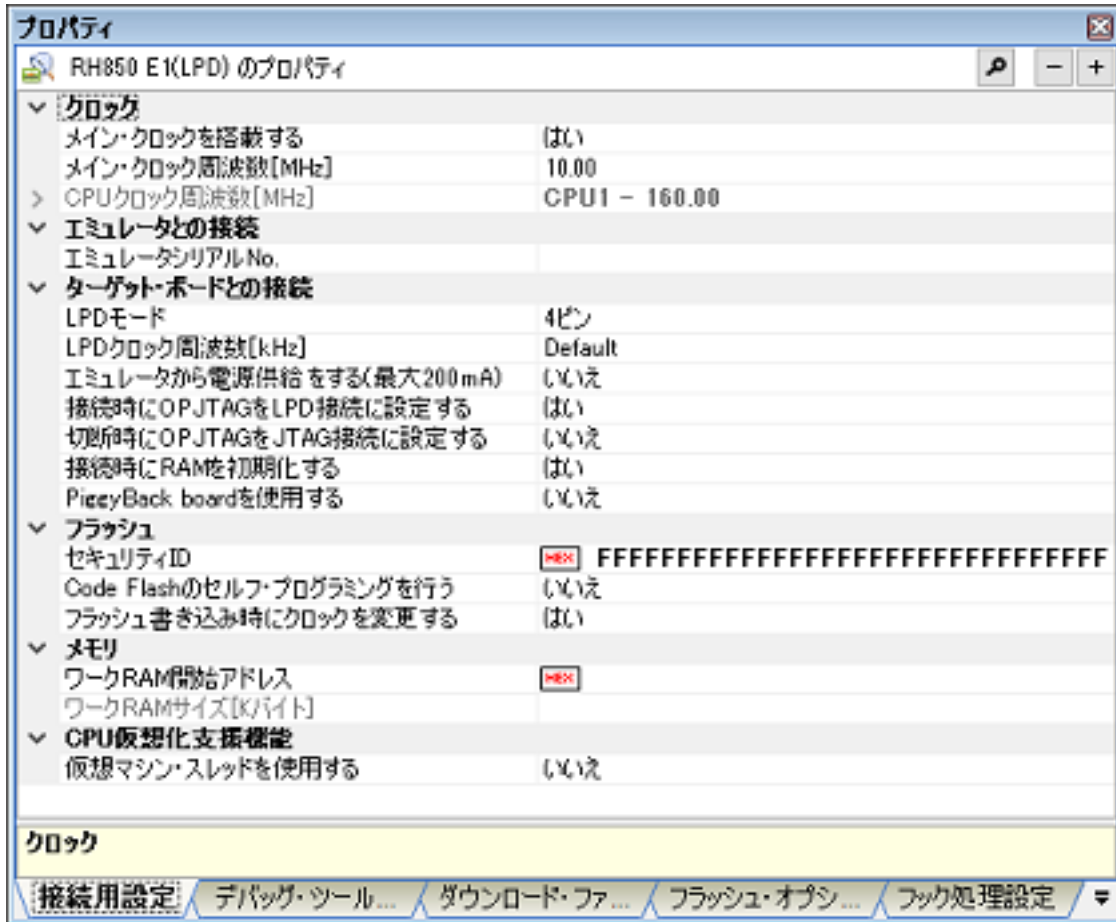 プロパティ
RH850 E1(LPD) のプロパティ
クロック
メイン・クロックを搭載する はい
メイン・クロック周波数[MHz] 10.00
CPUクロック周波数[MHz] CPU1 - 160.00
エミュレータとの接続
エミュレータシリアルNo.
ターゲット・ボードとの接続
LPDモード 4ピン
LPDクロック周波数[kHz] Default
エミュレータから電源供給をする(最大200mA) いいえ
接続時にOPJTAGをLPD接続に設定する はい
切断時にOPJTAGをJTAG接続に設定する いいえ
接続時にRAMを初期化する はい
PiggyBack boardを使用する いいえ
フラッシュ
セキュリティID HEX FFFFFFFFFFFFFFFFFFFFFFFFFFFFFFFF
Code Flashのセルフ・プログラミングを行う いいえ
フラッシュ書き込み時にクロックを変更する はい
メモリ
ワークRAM開始アドレス HEX
ワークRAMサイズ[Kバイト]
CPU仮想化支援機能
仮想マシン・スレッドを使用する いいえ
クロック
接続用設定 デバッグ・ツール... ダウンロード・ファ... フラッシュ・オプシ... フック処理設定